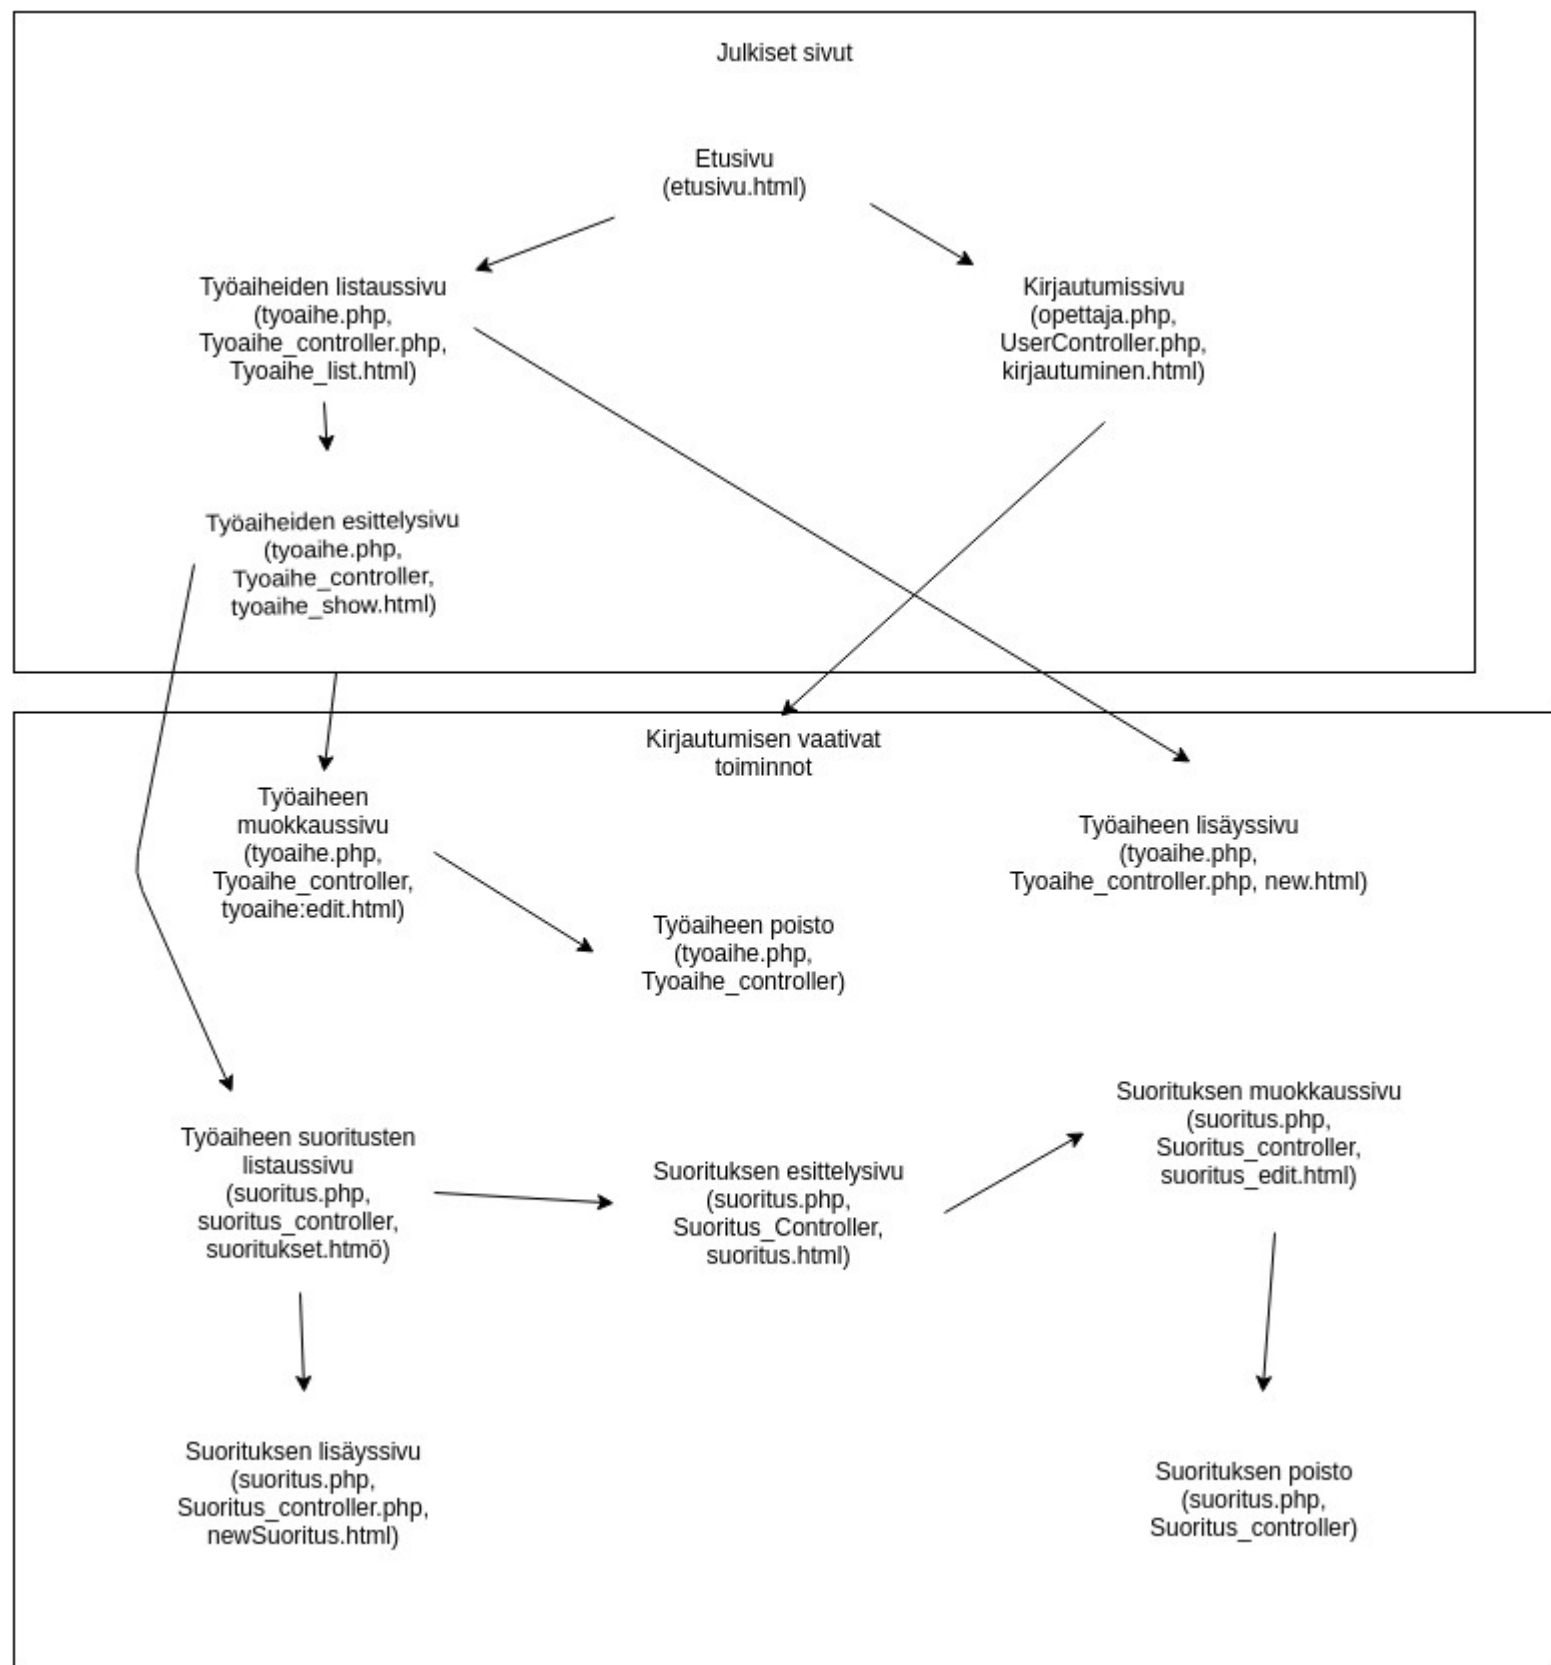 Julkiset sivut
Etusivu
(etusivu.html)
Työaiheiden listaussivu
(tyoaihe.php,
Tyoaihe_controller.php,
Tyoaihe_list.html)
Kirjautumissivu
(opettaja.php,
UserController.php,
kirjautuminen.html)
Työaiheiden esittelysivu
(tyoaihe.php,
Tyoaihe_controller,
tyoaihe_show.html)
Kirjautumisen vaativat
toiminnot
Työaiheen
muokkaussivu
(tyoaihe.php,
Tyoaihe_controller,
tyoaihe:edit.html)
Työaiheen lisäyssivu
(tyoaihe.php,
Tyoaihe_controller.php, new.html)
Työaiheen poisto
(tyoaihe.php,
Tyoaihe_controller)
Työaiheen suoritusten
listaussivu
(suoritus.php,
suoritus_controller,
suoritukset.htmö)
Suorituksen esittelysivu
(suoritus.php,
Suoritus_Controller,
suoritus.html)
Suorituksen muokkaussivu
(suoritus.php,
Suoritus_controller,
suoritus_edit.html)
Suorituksen lisäyssivu
(suoritus.php,
Suoritus_controller.php,
newSuoritus.html)
Suorituksen poisto
(suoritus.php,
Suoritus_controller)